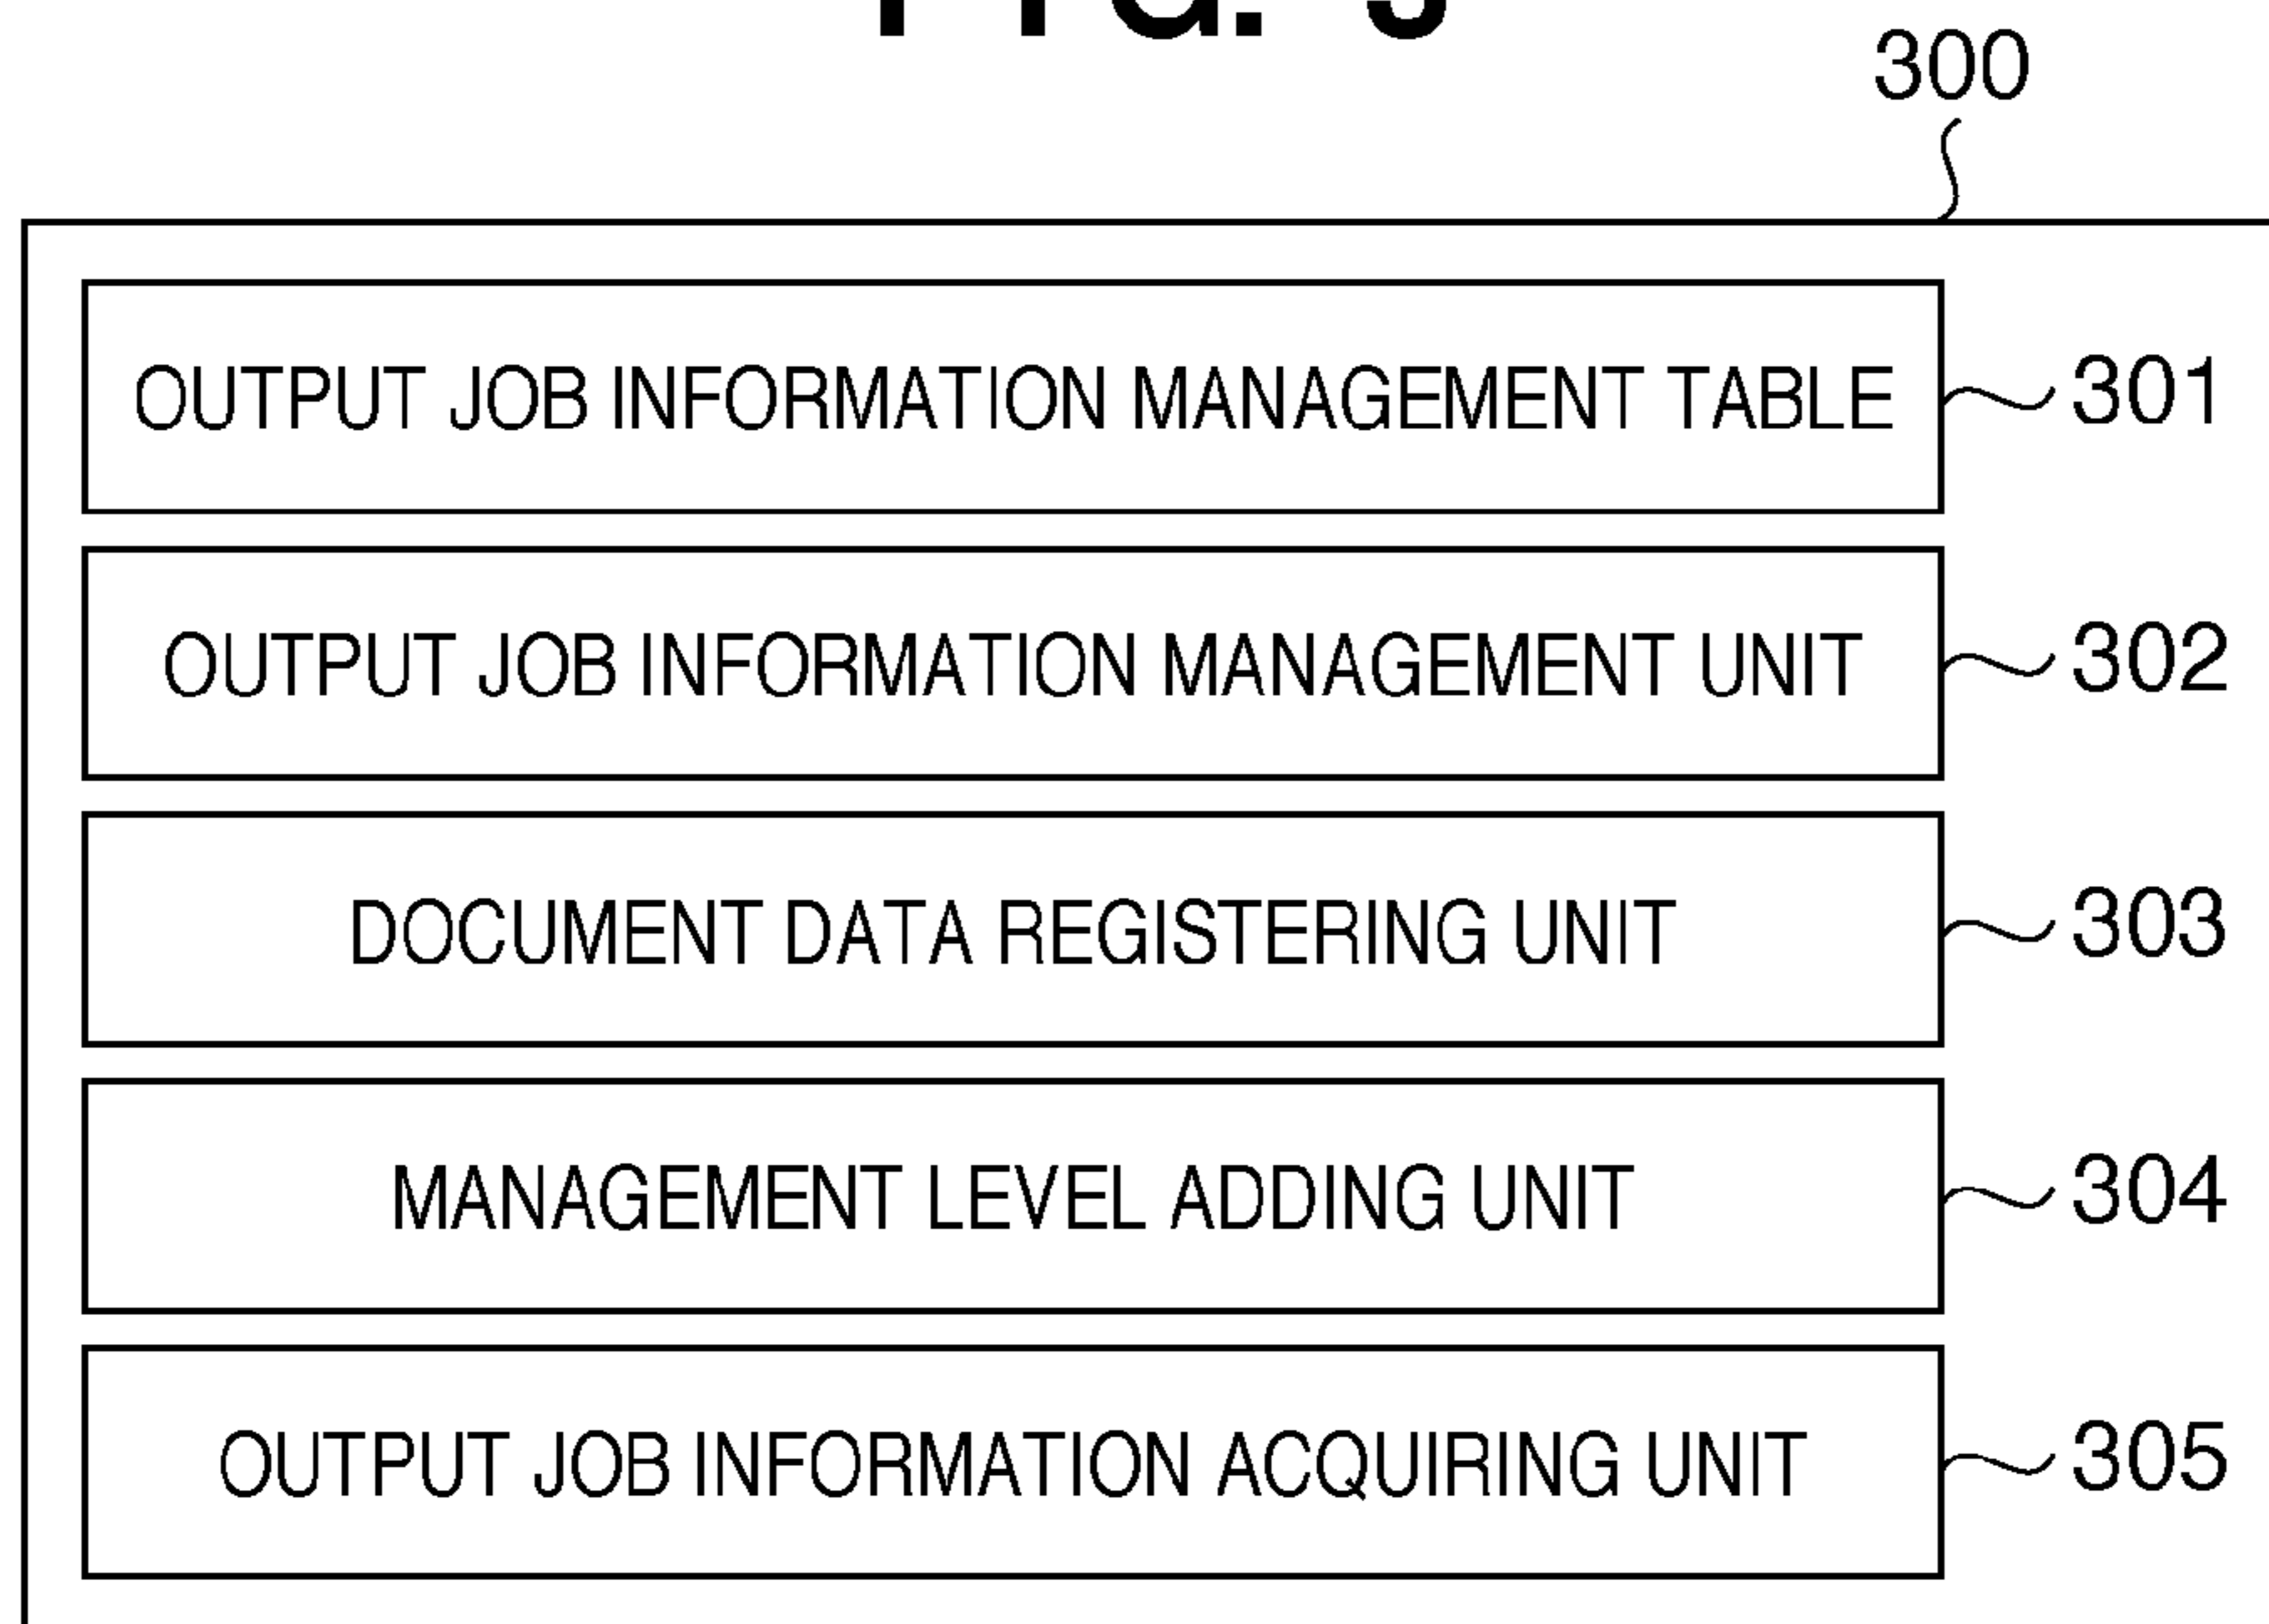 FIG.
300
OUTPUT JOB INFORMATION MANAGEMENT TABLE 301
OUTPUT JOB INFORMATION MANAGEMENT UNIT 302
DOCUMENT DATA REGISTERING UNIT 303
MANAGEMENT LEVEL ADDING UNIT 304
OUTPUT JOB INFORMATION ACQUIRING UNIT 305